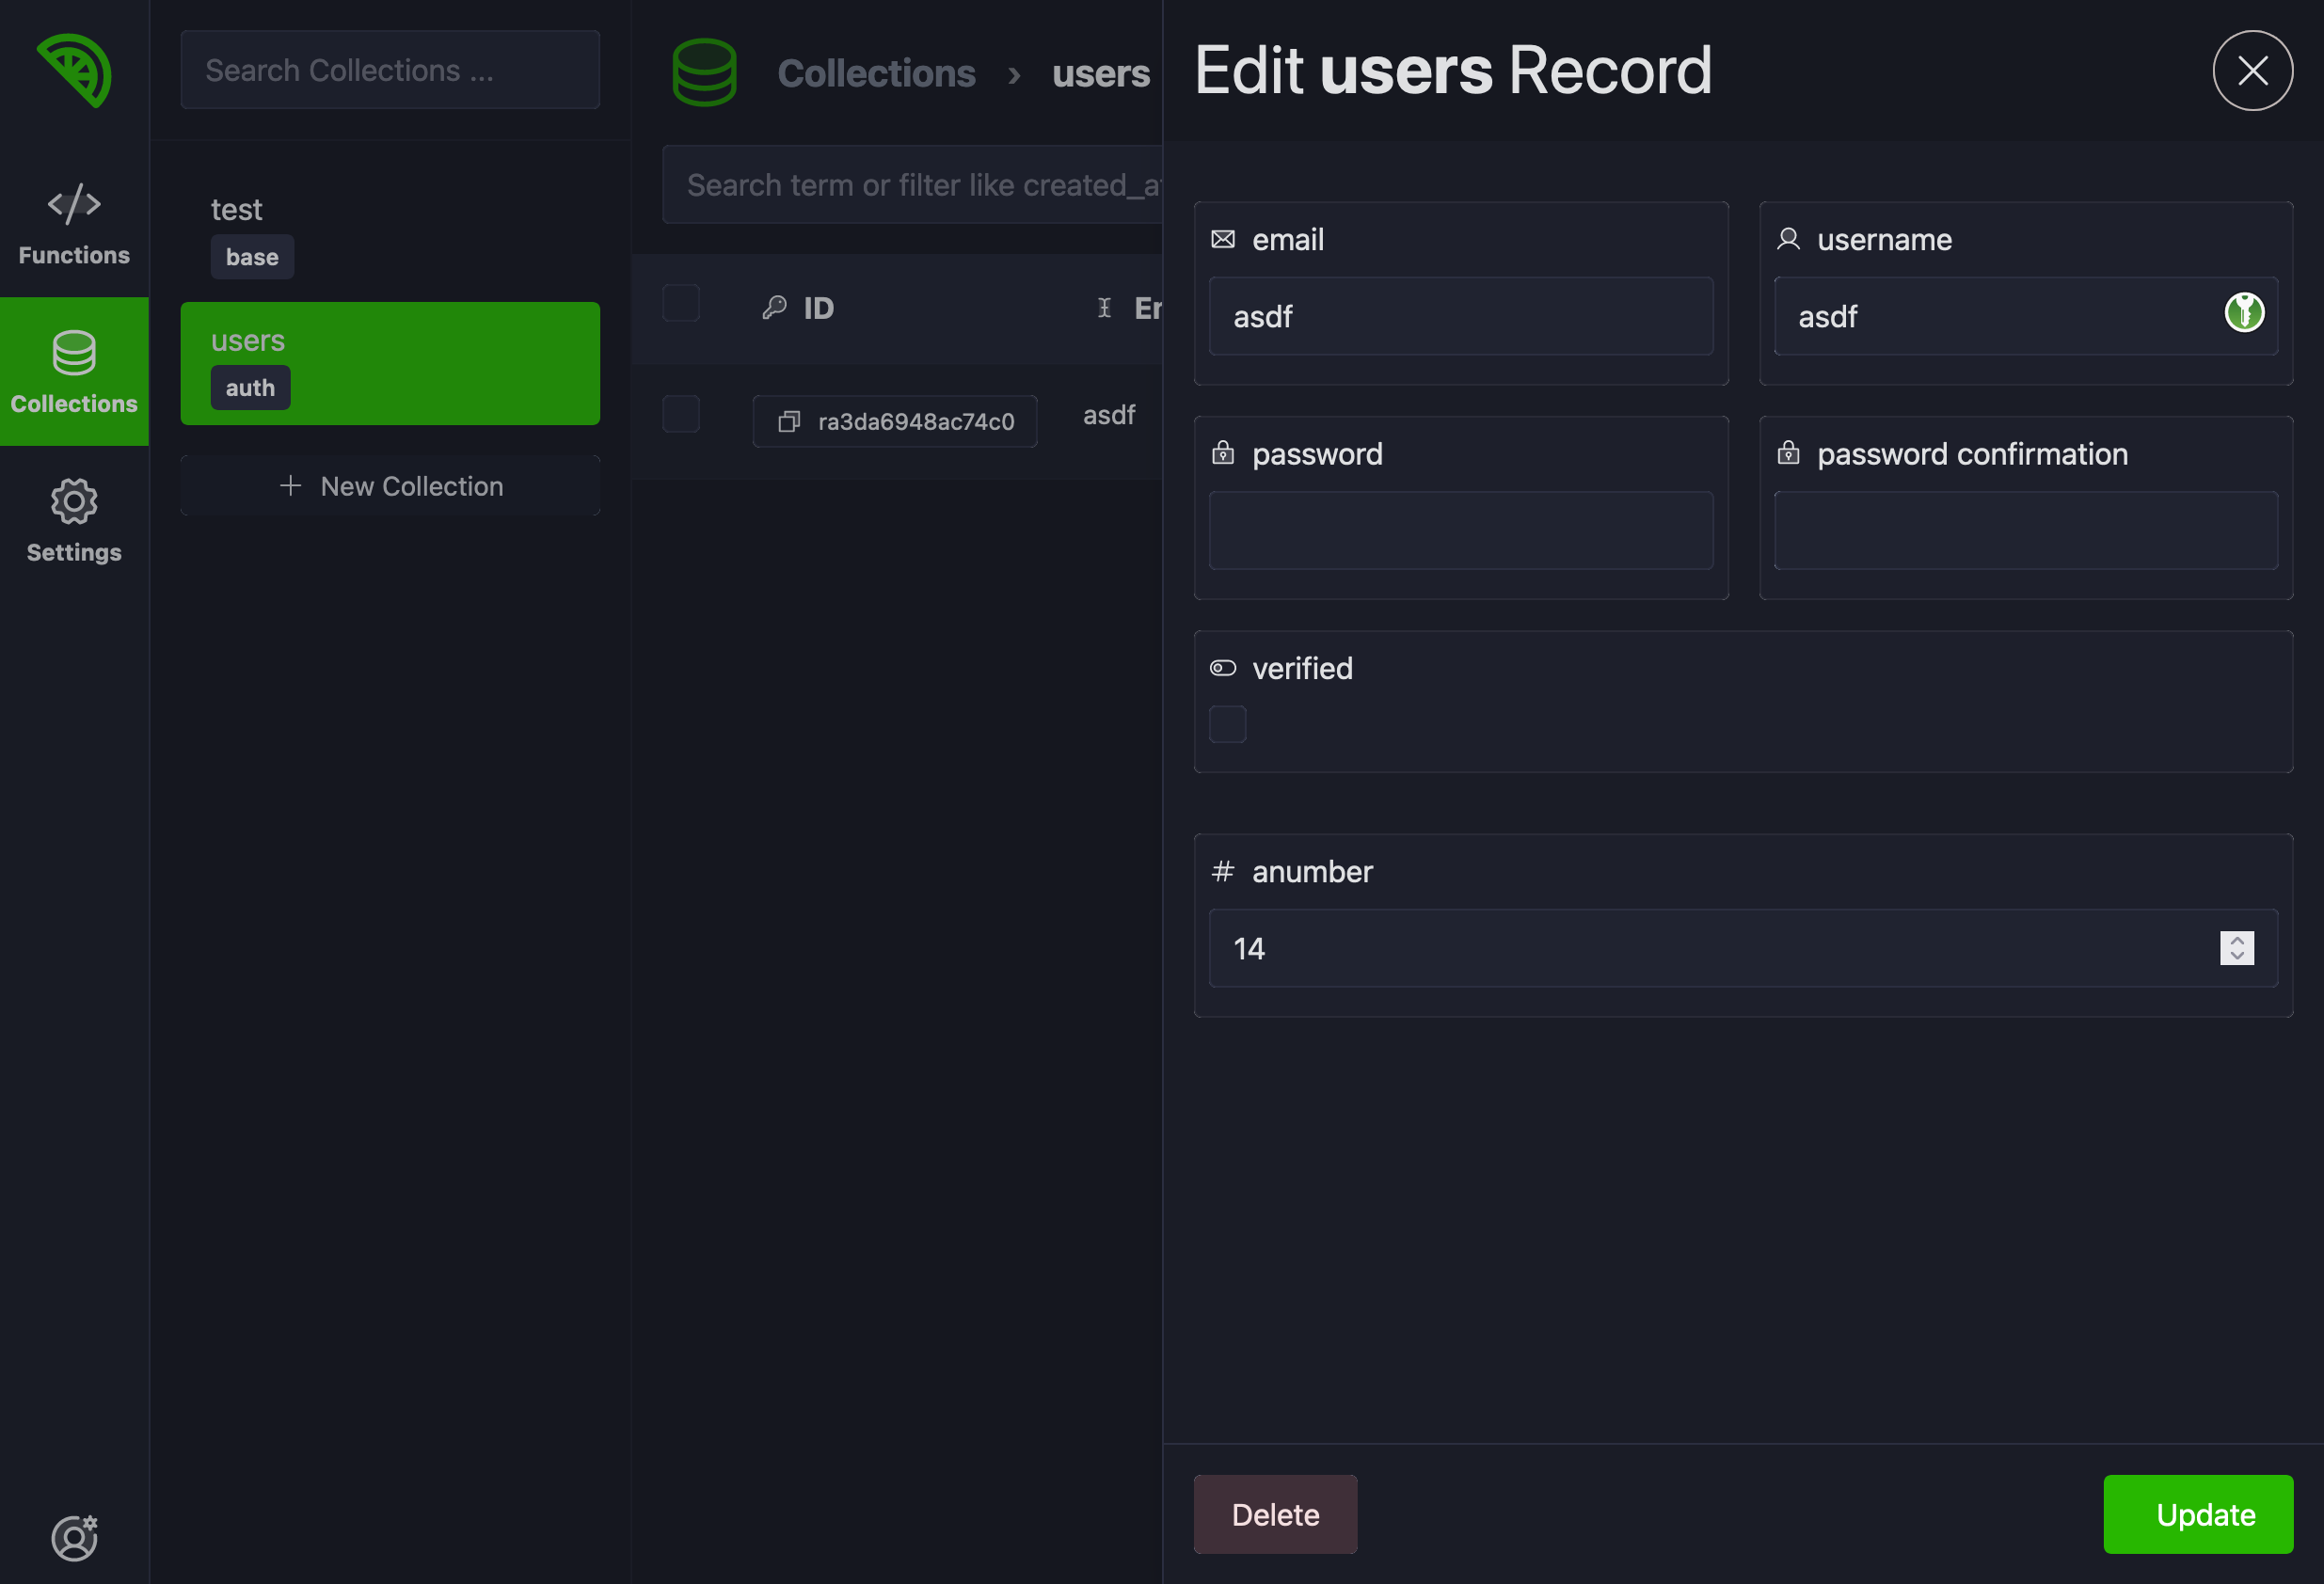 Functions
Collections
Settings
Search Collections ...
test
base
users
auth
New Collection
Collections › users
Search term or filter like created_a
ID
ra3da6948ac74c0
asdf
Edit users Record
email
asdf
username
asdf
password
password confirmation
verified
anumber
14
Delete
Update